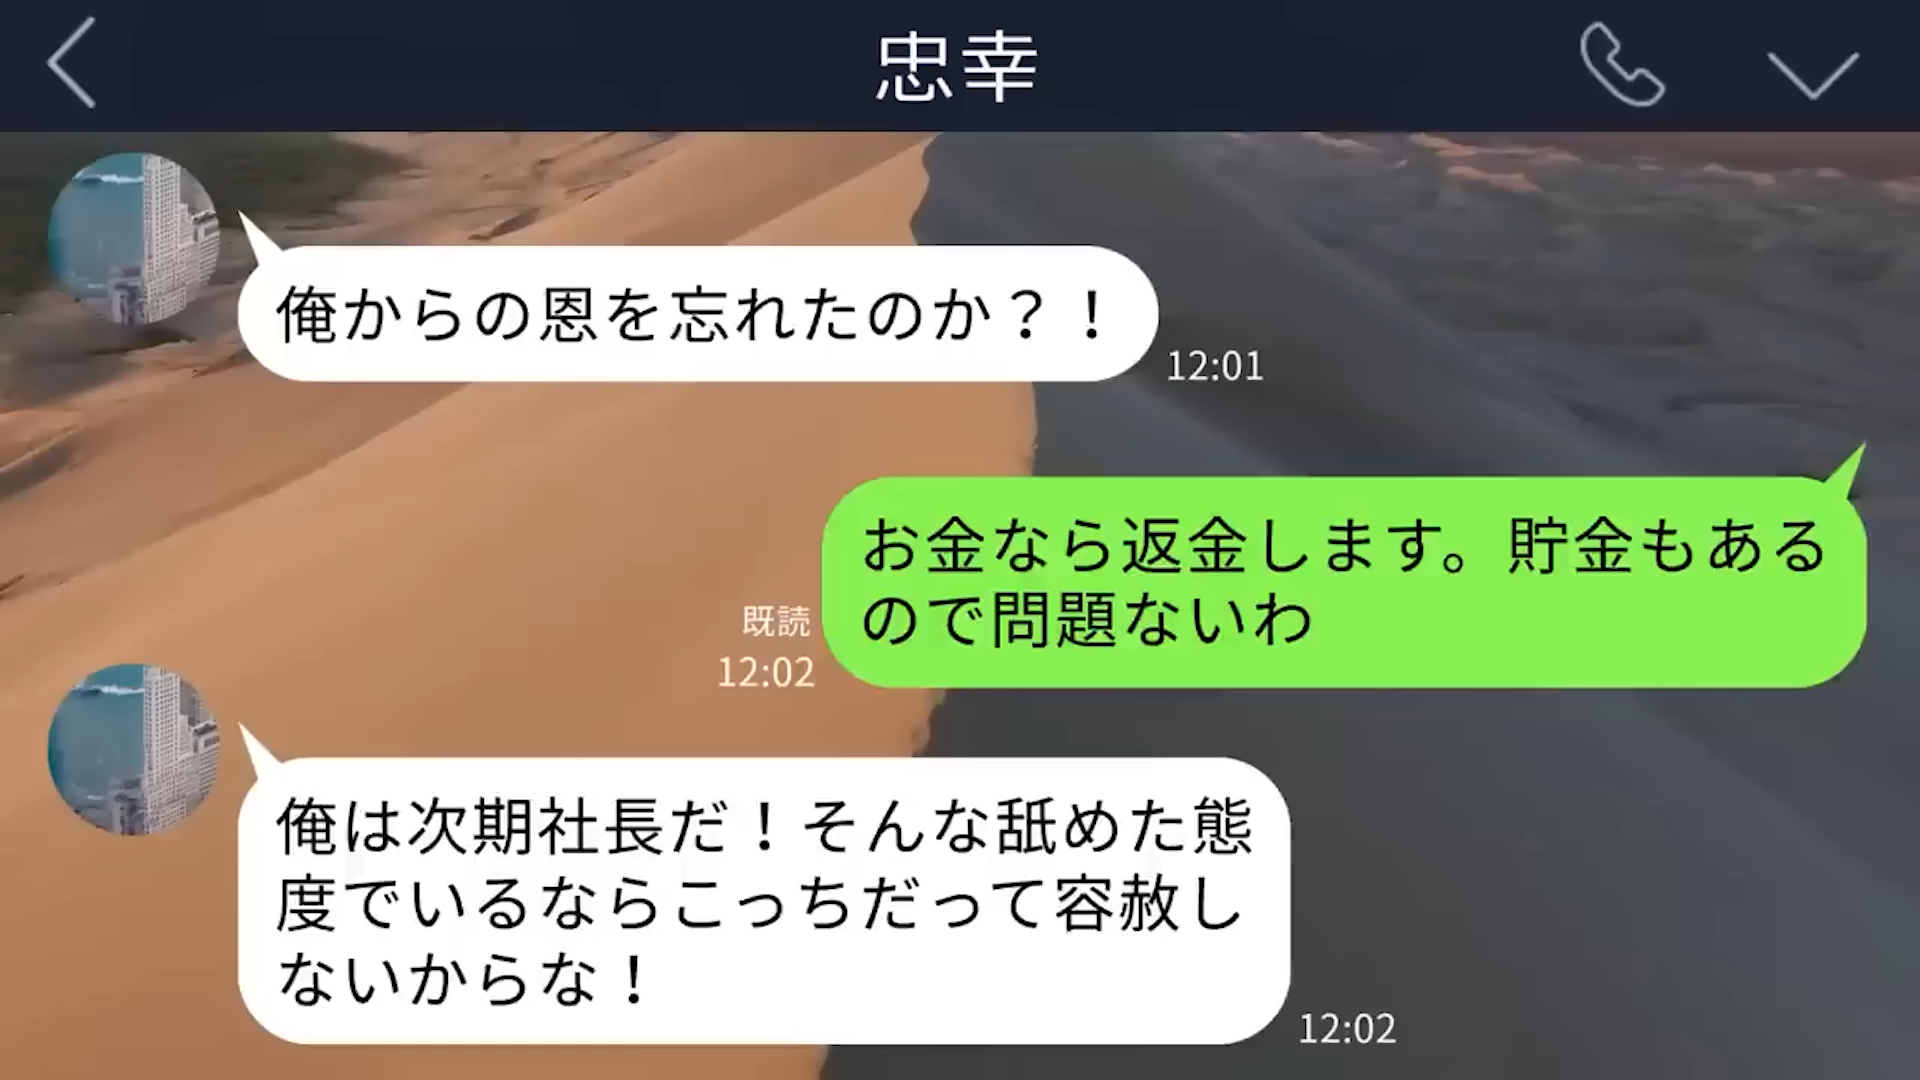 忠幸
俺からの恩を忘れたのか？！
12:01
お金なら返金します。貯金もある
ので問題ないわ
既読
12:02
俺は次期社長だ！そんな舐めた態
度でいるならこっちだって容赦し
ないからな！
12:02